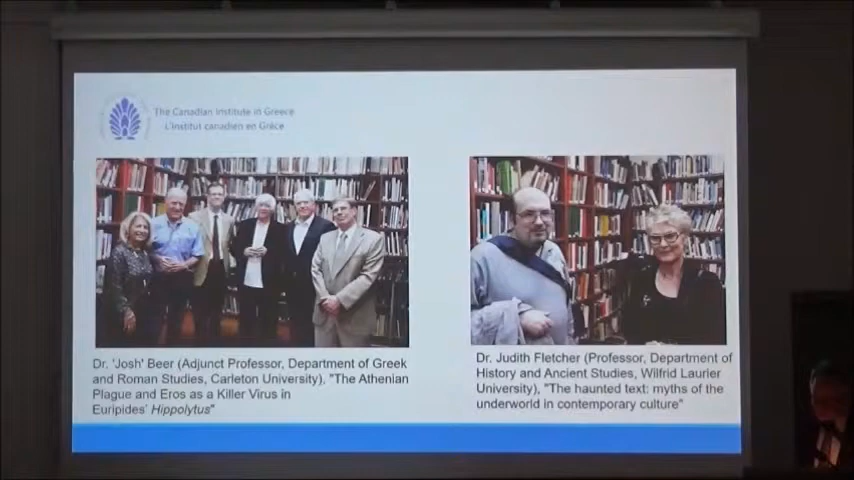 The Canadian Institute in Greece
L'Institut canadien en Grèce
Dr. 'Josh' Beer (Adjunct Professor, Department of Greek
and Roman Studies, Carleton University), "The Athenian
Plague and Eros as a Killer Virus in
Euripides' Hippolytus"
Dr. Judith Fletcher (Professor, Department of
History and Ancient Studies, Wilfrid Laurier
University), "The haunted text: myths of the
underworld in contemporary culture"